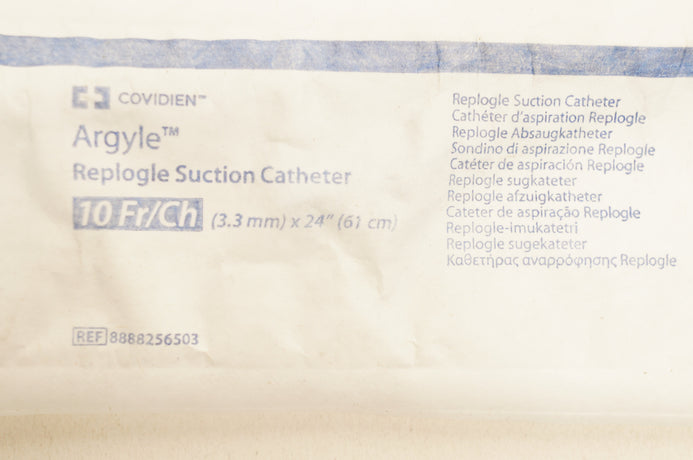 COVIDIEN™
Argyle™
Replogle Suction Catheter
10 Fr/Ch (3.3 mm) x 24" (61 cm)
REF 8888256503
Replogle Suction Catheter
Cathéter d'aspiration Replogle
Replogle Absaugkatheter
Sondino di aspirazione Replogle
Catéter de aspiración Replogle
Replogle sugkateter
Replogle afzuigkatheter
Cateter de aspiração Replogle
Replogle-imukatetri
Replogle sugekateter
Καθετήρας αναρρόφησης Replogle